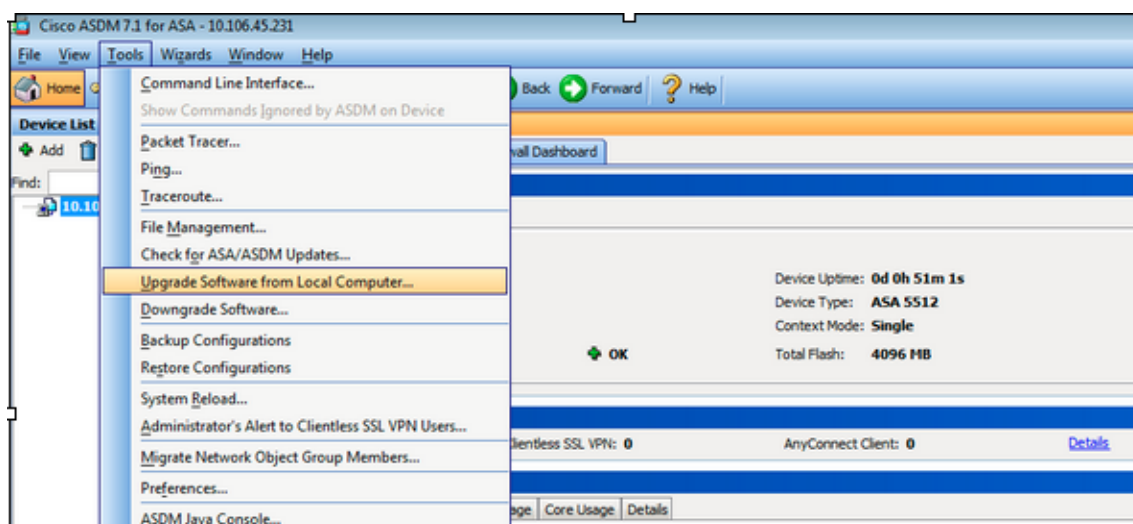 Cisco ASDM 7.1 for ASA - 10.106.45.231
File View Tools Wizards Window Help
Home
Back Forward Help
Device List
Add
Find:
10.10
Command Line Interface...
Show Commands Ignored by ASDM on Device
Packet Tracer...
Ping...
Traceroute...
File Management...
Check for ASA/ASDM Updates...
Upgrade Software from Local Computer...
Downgrade Software...
Backup Configurations
Restore Configurations
System Reload...
Administrator's Alert to Clientless SSL VPN Users...
Migrate Network Object Group Members...
Preferences...
ASDM Java Console...
wall Dashboard
Device Uptime: 0d 0h 51m 1s
Device Type: ASA 5512
Context Mode: Single
OK
Total Flash: 4096 MB
Clientless SSL VPN: 0 AnyConnect Client: 0 Details
age Core Usage Details